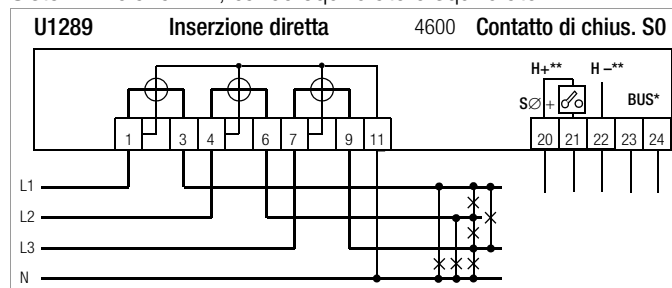 U1289 Inserzione diretta 4600 Contatto di chius. S0
H+** H –**
SØ + BUS*
1 3 4 6 7 9 11 20 21 22 23 24
L1
L2
L3
N